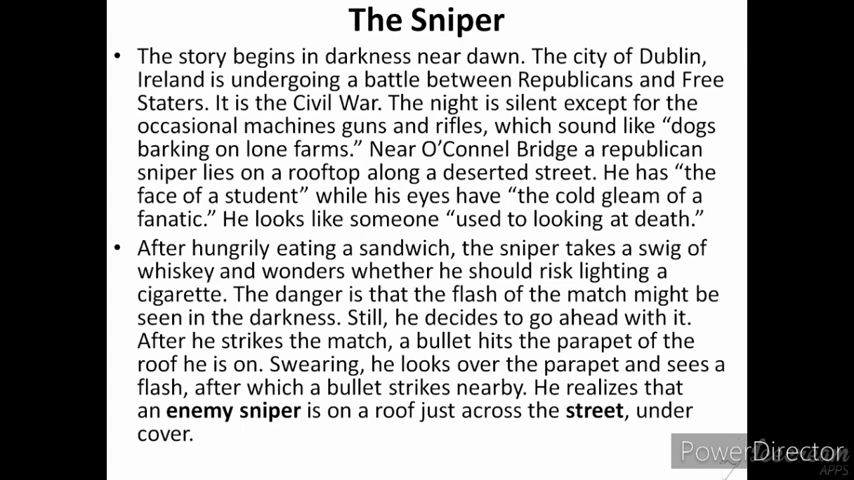 The Sniper
• The story begins in darkness near dawn. The city of Dublin,
Ireland is undergoing a battle between Republicans and Free
Staters. It is the Civil War. The night is silent except for the
occasional machines guns and rifles, which sound like “dogs
barking on lone farms.” Near O’Connel Bridge a republican
sniper lies on a rooftop along a deserted street. He has “the
face of a student” while his eyes have “the cold gleam of a
fanatic.” He looks like someone “used to looking at death.”
• After hungrily eating a sandwich, the sniper takes a swig of
whiskey and wonders whether he should risk lighting a
cigarette. The danger is that the flash of the match might be
seen in the darkness. Still, he decides to go ahead with it.
After he strikes the match, a bullet hits the parapet of the
roof he is on. Swearing, he looks over the parapet and sees a
flash, after which a bullet strikes nearby. He realizes that
an enemy sniper is on a roof just across the street, under
cover.
PowerDirector
APPS